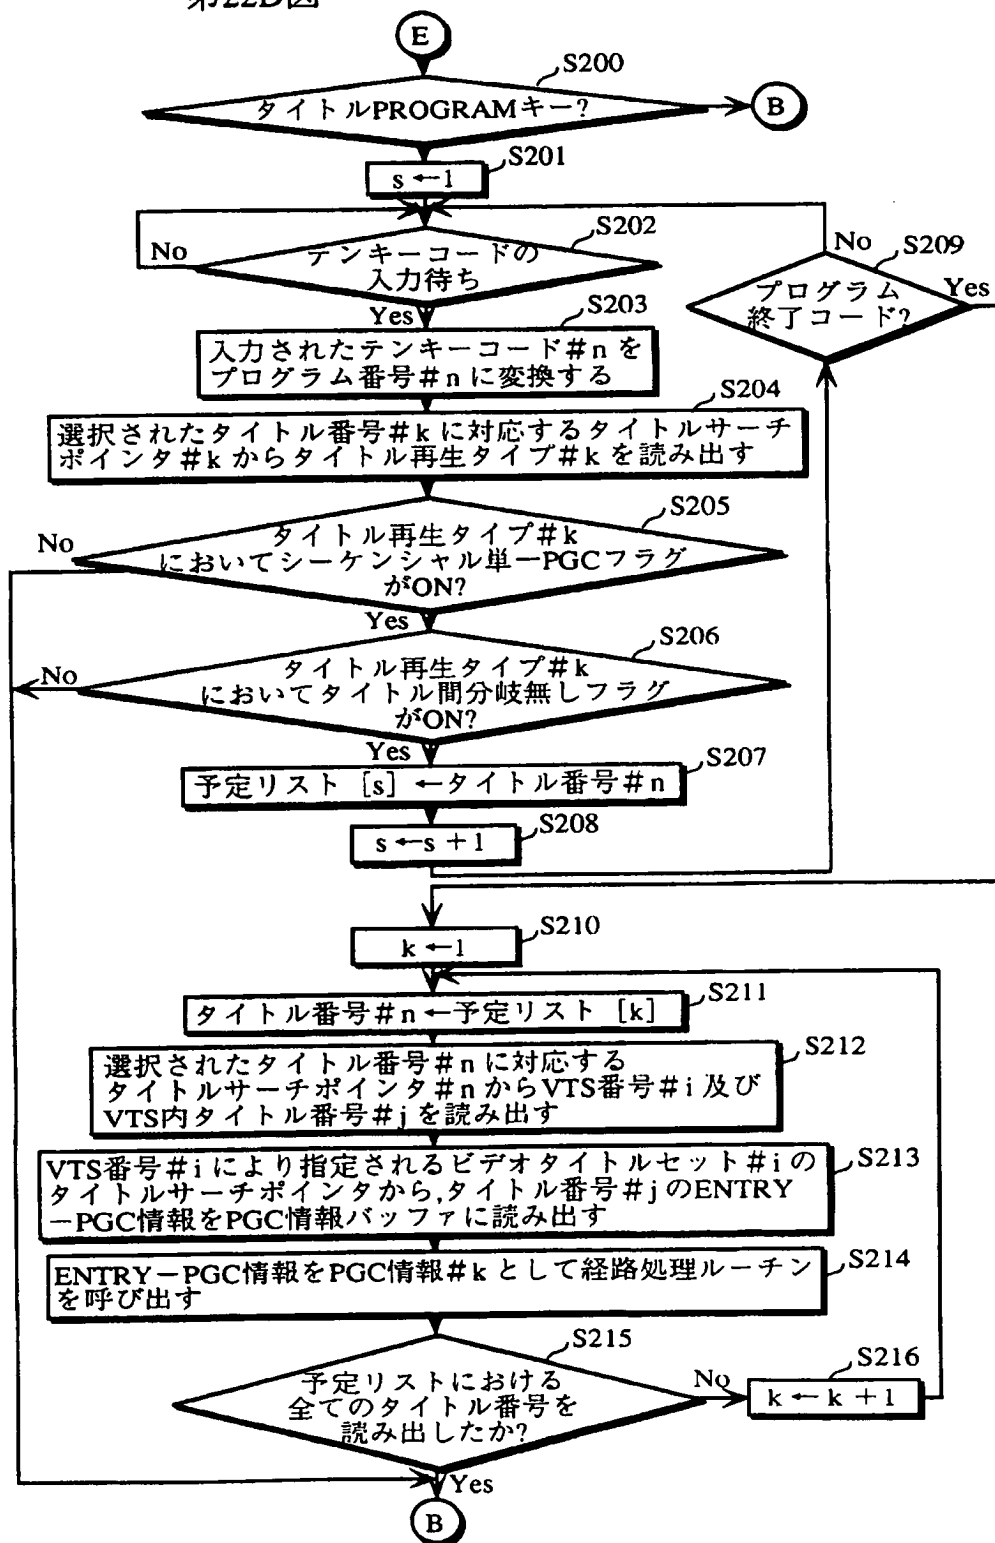 第22D図
E
S200
タイトルPROGRAMキー?
B
S201
s←1
S202
No
テンキーコードの
入力待ち
Yes
No
S209
プログラム
終了コード?
Yes
S203
入力されたテンキーコード#nを
プログラム番号#nに変換する
S204
選択されたタイトル番号#kに対応するタイトルサーチ
ポインタ#kからタイトル再生タイプ#kを読み出す
S205
No
タイトル再生タイプ#k
においてシーケンシャル単一PGCフラグ
がON?
Yes
S206
No
タイトル再生タイプ#k
においてタイトル間分岐無しフラグ
がON?
Yes
S207
予定リスト [s] ←タイトル番号#n
S208
s←s+1
S210
k←1
S211
タイトル番号#n←予定リスト [k]
S212
選択されたタイトル番号#nに対応する
タイトルサーチポインタ#nからVTS番号#i及び
VTS内タイトル番号#jを読み出す
S213
VTS番号#iにより指定されるビデオタイトルセット#iの
タイトルサーチポインタから,タイトル番号#jのENTRY
−PGC情報をPGC情報バッファに読み出す
S214
ENTRY−PGC情報をPGC情報#kとして経路処理ルーチン
を呼び出す
S215
予定リストにおける
全てのタイトル番号を
読み出したか?
No
S216
k←k+1
Yes
B